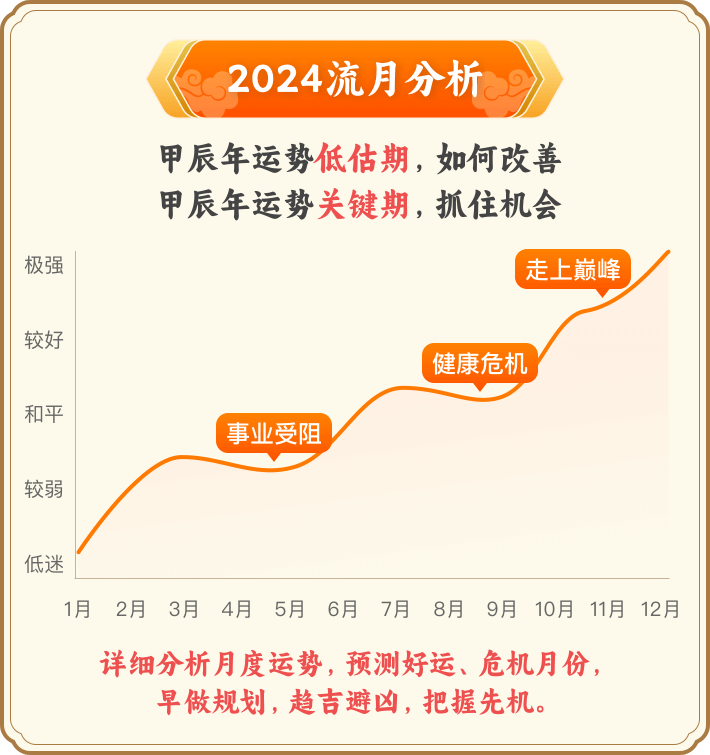 2024流月分析
甲辰年运势低估期，如何改善
甲辰年运势关键期，抓住机会
极强
走上巅峰
较好
健康危机
和平
事业受阻
较弱
低迷
1月 2月 3月 4月 5月 6月 7月 8月 9月 10月 11月 12月
详细分析月度运势，预测好运、危机月份，
早做规划，趋吉避凶，把握先机。